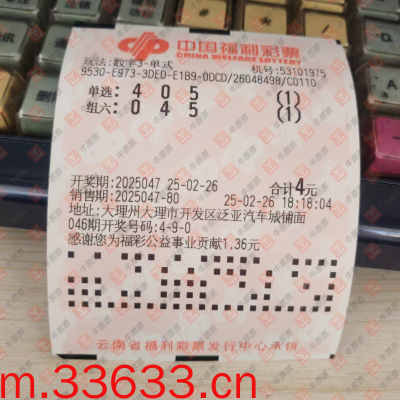 中国福利彩票
CHINA WELFARE LOTTERY
玩法:数字3-单式 机号:53101975
9530-E973-3DED-E1B9-0DCD/26048498/C0110
单选: 4 0 5 (1)
组六: 0 4 5 (1)
开奖期:2025047 25-02-26 合计4元
销售期:2025047-80 25-02-26 18:18:04
地址:大理州大理市开发区泛亚汽车城铺面
046期开奖号码:4-9-0
感谢您为福彩公益事业贡献1.36元
云南省福利彩票发行中心承销
m.33633.cn